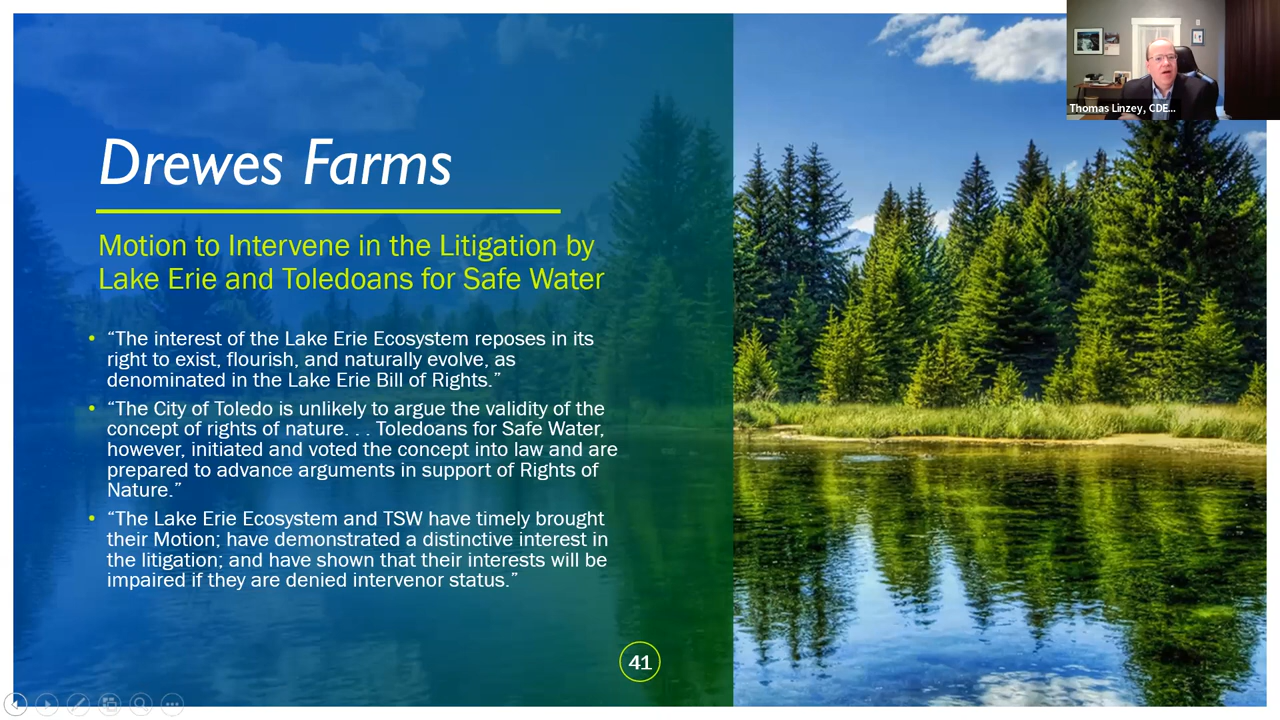 Thomas Linzey, CDE...
Drewes Farms
Motion to Intervene in the Litigation by
Lake Erie and Toledoans for Safe Water
• “The interest of the Lake Erie Ecosystem reposes in its
right to exist, flourish, and naturally evolve, as
denominated in the Lake Erie Bill of Rights.”
• “The City of Toledo is unlikely to argue the validity of the
concept of rights of nature. . . Toledoans for Safe Water,
however, initiated and voted the concept into law and are
prepared to advance arguments in support of Rights of
Nature.”
• “The Lake Erie Ecosystem and TSW have timely brought
their Motion; have demonstrated a distinctive interest in
the litigation; and have shown that their interests will be
impaired if they are denied intervenor status.”
41